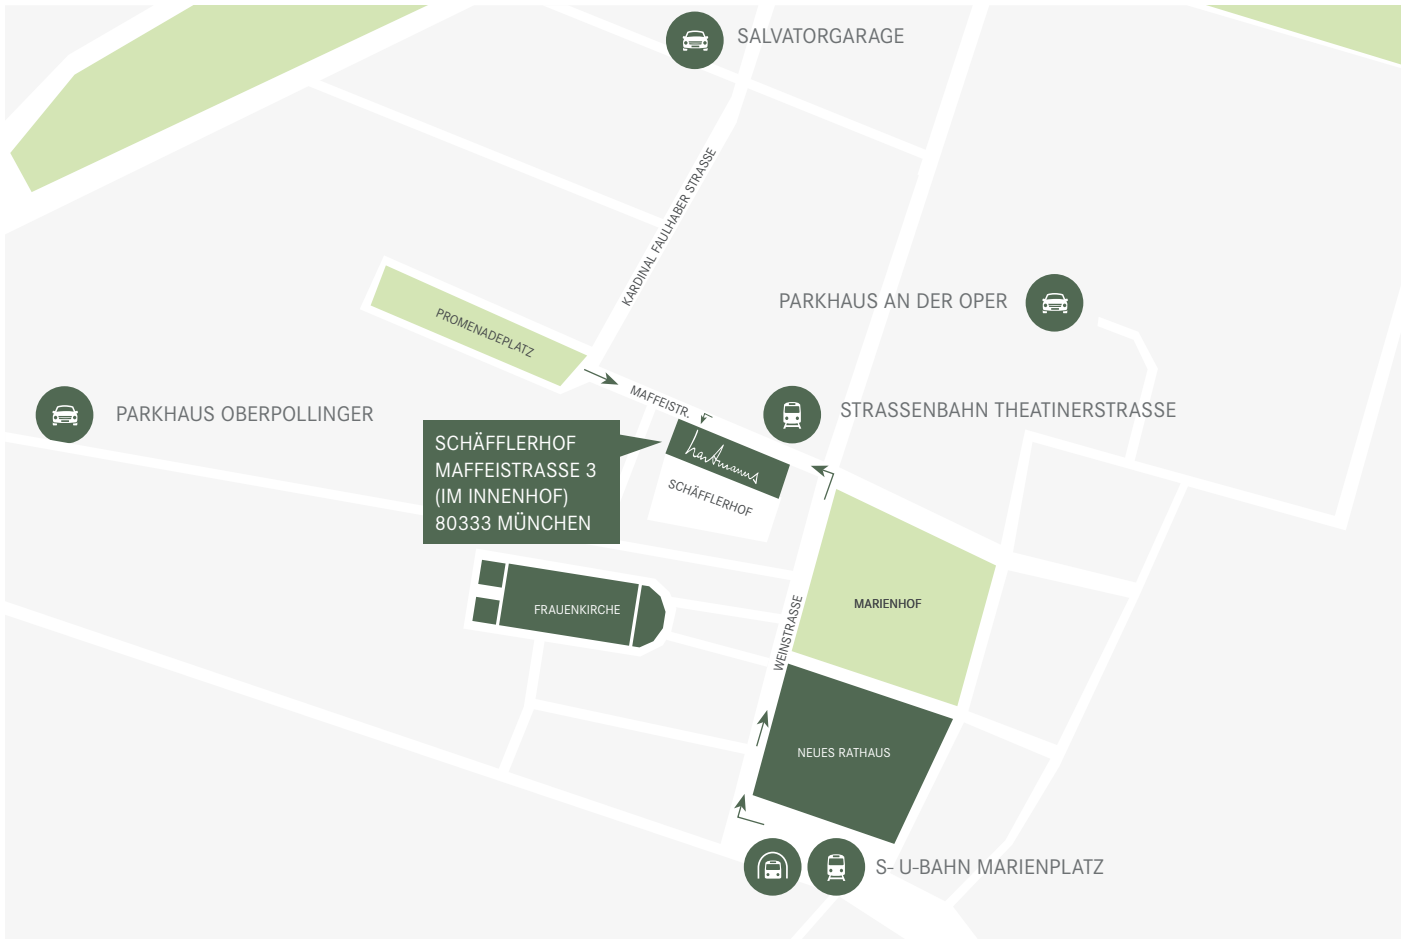 SALVATORGARAGE
KARDINAL FAULHABER STRASSE
PARKHAUS AN DER OPER
PROMENADEPLATZ
MAFFEISTR.
PARKHAUS OBERPOLLINGER
STRASSENBAHN THEATINERSTRASSE
SCHÄFFLERHOF
MAFFEISTRASSE 3
(IM INNENHOF)
80333 MÜNCHEN
hartmanns
SCHÄFFLERHOF
FRAUENKIRCHE
MARIENHOF
WEINSTRASSE
NEUES RATHAUS
S- U-BAHN MARIENPLATZ